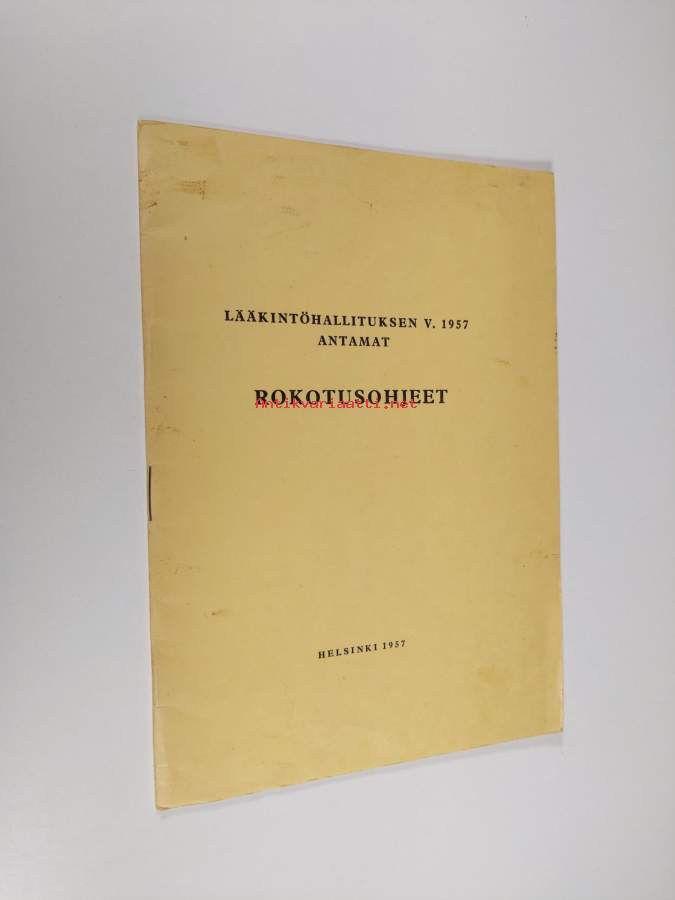 LÄÄKINTÖHALLITUKSEN V. 1957
ANTAMAT
ROKOTUSOHJEET
Antikvariaatti.net
HELSINKI 1957